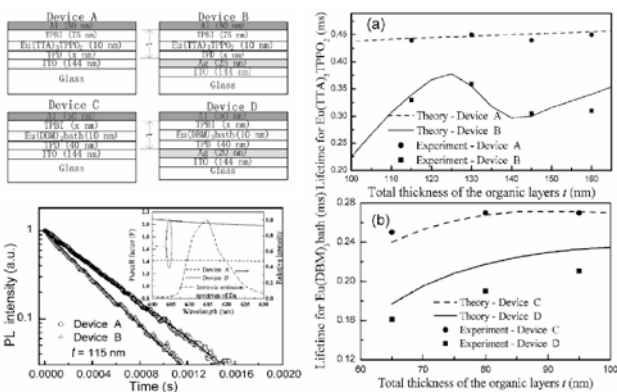 Device A
Al (50 nm)
TPBI (75 nm)
Eu(TTA)₃TPPO₂ (10 nm)
TPD (x nm)
ITO (144 nm)
Glass
Device B
Al (50 nm)
TPBI (75 nm)
Eu(TTA)₃TPPO₂ (10 nm)
TPD (x nm)
Ag (25 nm)
ITO (144 nm)
Glass
Device C
Al (50 nm)
TPBI (x nm)
Eu(DBM)₃bath(10 nm)
TPD (40 nm)
ITO (144 nm)
Glass
Device D
TPBI (x nm)
Eu(DBM)₃bath(10 nm)
TPD (40 nm)
Ag (20 nm)
ITO (144 nm)
Glass
PL intensity (a.u.)
1
0.1
Device A
Device B
t = 115 nm
0.0000 0.0004 0.0008 0.0012 0.0016 0.0020
Time (s)
Purcell factor (F)
Relative intensity
Device A
Device B
Intrinsic emission
spectrum of Eu
Wavelength (nm)
(a)
Lifetime for Eu(TTA)₃TPPO₂ (ms)
0.45
0.40
0.35
0.30
0.25
Theory - Device A
Theory - Device B
Experiment - Device A
Experiment - Device B
100 110 120 130 140 150 160
Total thickness of the organic layers t (nm)
(b)
Lifetime for Eu(DBM)₃bath (ms)
0.28
0.24
0.20
0.16
0.12
Theory - Device C
Theory - Device D
Experiment - Device C
Experiment - Device D
60 70 80 90 100
Total thickness of the organic layers t (nm)